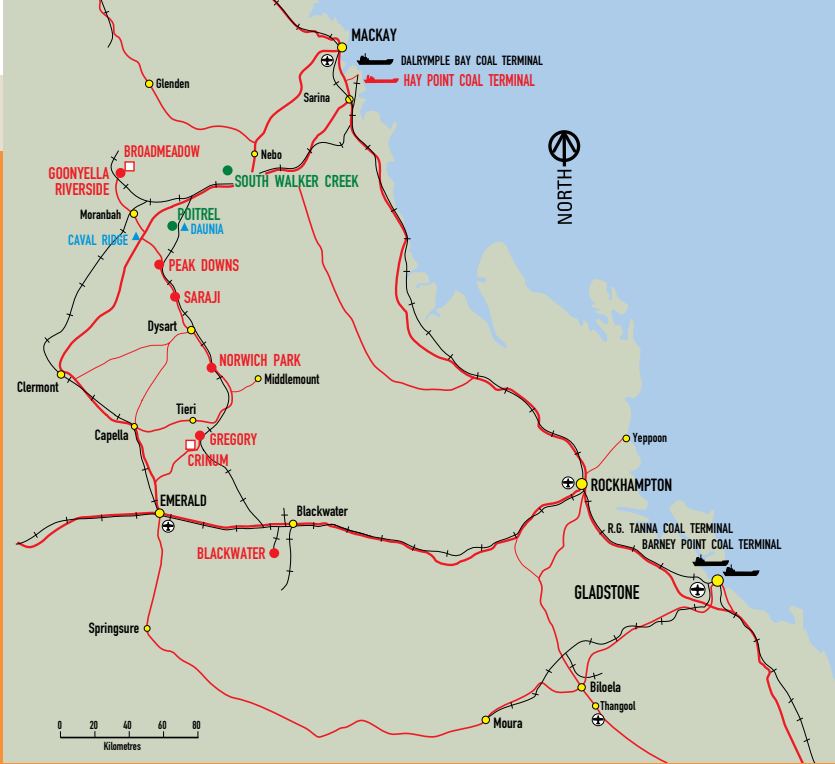 MACKAY
DALRYMPLE BAY COAL TERMINAL
HAY POINT COAL TERMINAL
Glenden
Sarina
BROADMEADOW
Nebo
GOONYELLA
RIVERSIDE
SOUTH WALKER CREEK
NORTH
Moranbah
POITREL
DAUNIA
CAVAL RIDGE
PEAK DOWNS
SARAJI
Dysart
NORWICH PARK
Middlemount
Clermont
Tieri
Capella
GREGORY
CRINUM
Yeppoon
ROCKHAMPTON
EMERALD
Blackwater
R.G. TANNA COAL TERMINAL
BARNEY POINT COAL TERMINAL
BLACKWATER
GLADSTONE
Springsure
Biloela
Thangool
Moura
0 20 40 60 80
Kilometres